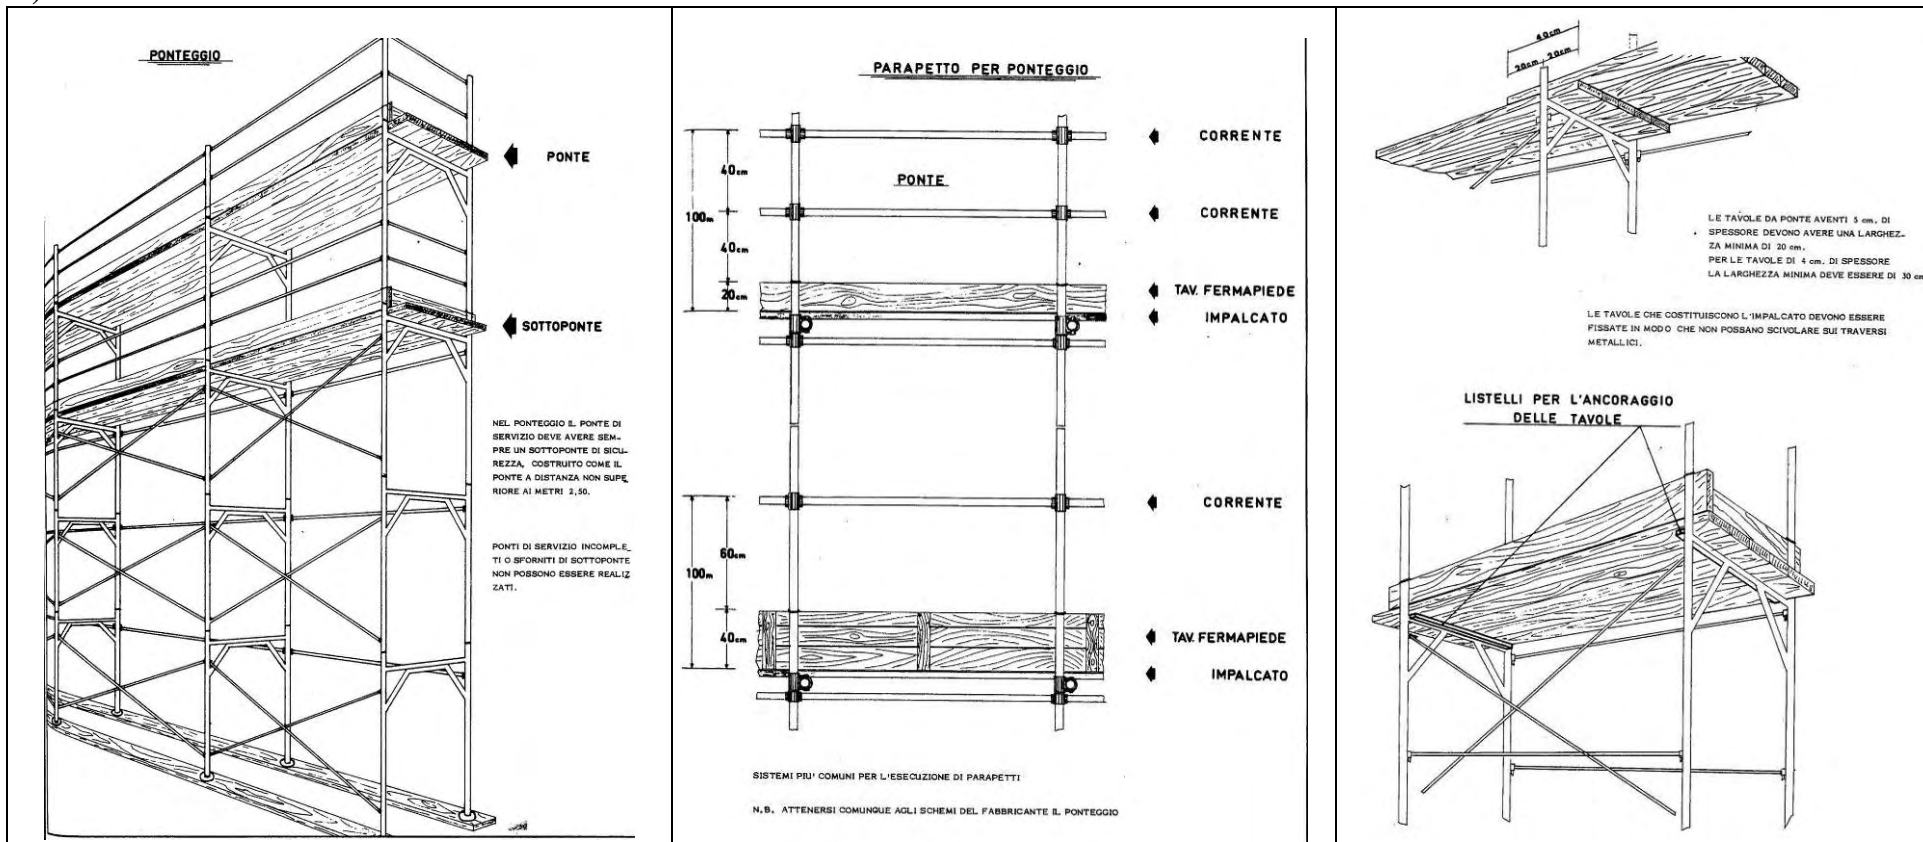 PONTEGGIO
PONTE
SOTTOPONTE
NEL PONTEGGIO IL PONTE DI
SERVIZIO DEVE AVERE SEM-
PRE UN SOTTOPONTE DI SICU-
REZZA, COSTRUITO COME IL
PONTE A DISTANZA NON SUPE_
RIORE AI METRI 2,50.
PONTI DI SERVIZIO INCOMPLE_
TI O SFORNITI DI SOTTOPONTE
NON POSSONO ESSERE REALIZ_
ZATI.
PARAPETTO PER PONTEGGIO
CORRENTE
40cm
PONTE
100m
CORRENTE
40cm
20cm
TAV. FERMAPIEDE
IMPALCATO
CORRENTE
60cm
100m
40cm
TAV. FERMAPIEDE
IMPALCATO
SISTEMI PIU' COMUNI PER L'ESECUZIONE DI PARAPETTI
N.B. ATTENERSI COMUNQUE AGLI SCHEMI DEL FABBRICANTE IL PONTEGGIO
40cm
20cm 20cm
LE TAVOLE DA PONTE AVENTI 5 cm. DI
SPESSORE DEVONO AVERE UNA LARGHEZ-
ZA MINIMA DI 20 cm.
PER LE TAVOLE DI 4 cm. DI SPESSORE
LA LARGHEZZA MINIMA DEVE ESSERE DI 30 cm
LE TAVOLE CHE COSTITUISCONO L'IMPALCATO DEVONO ESSERE
FISSATE IN MODO CHE NON POSSANO SCIVOLARE SUI TRAVERSI
METALLICI.
LISTELLI PER L'ANCORAGGIO
DELLE TAVOLE